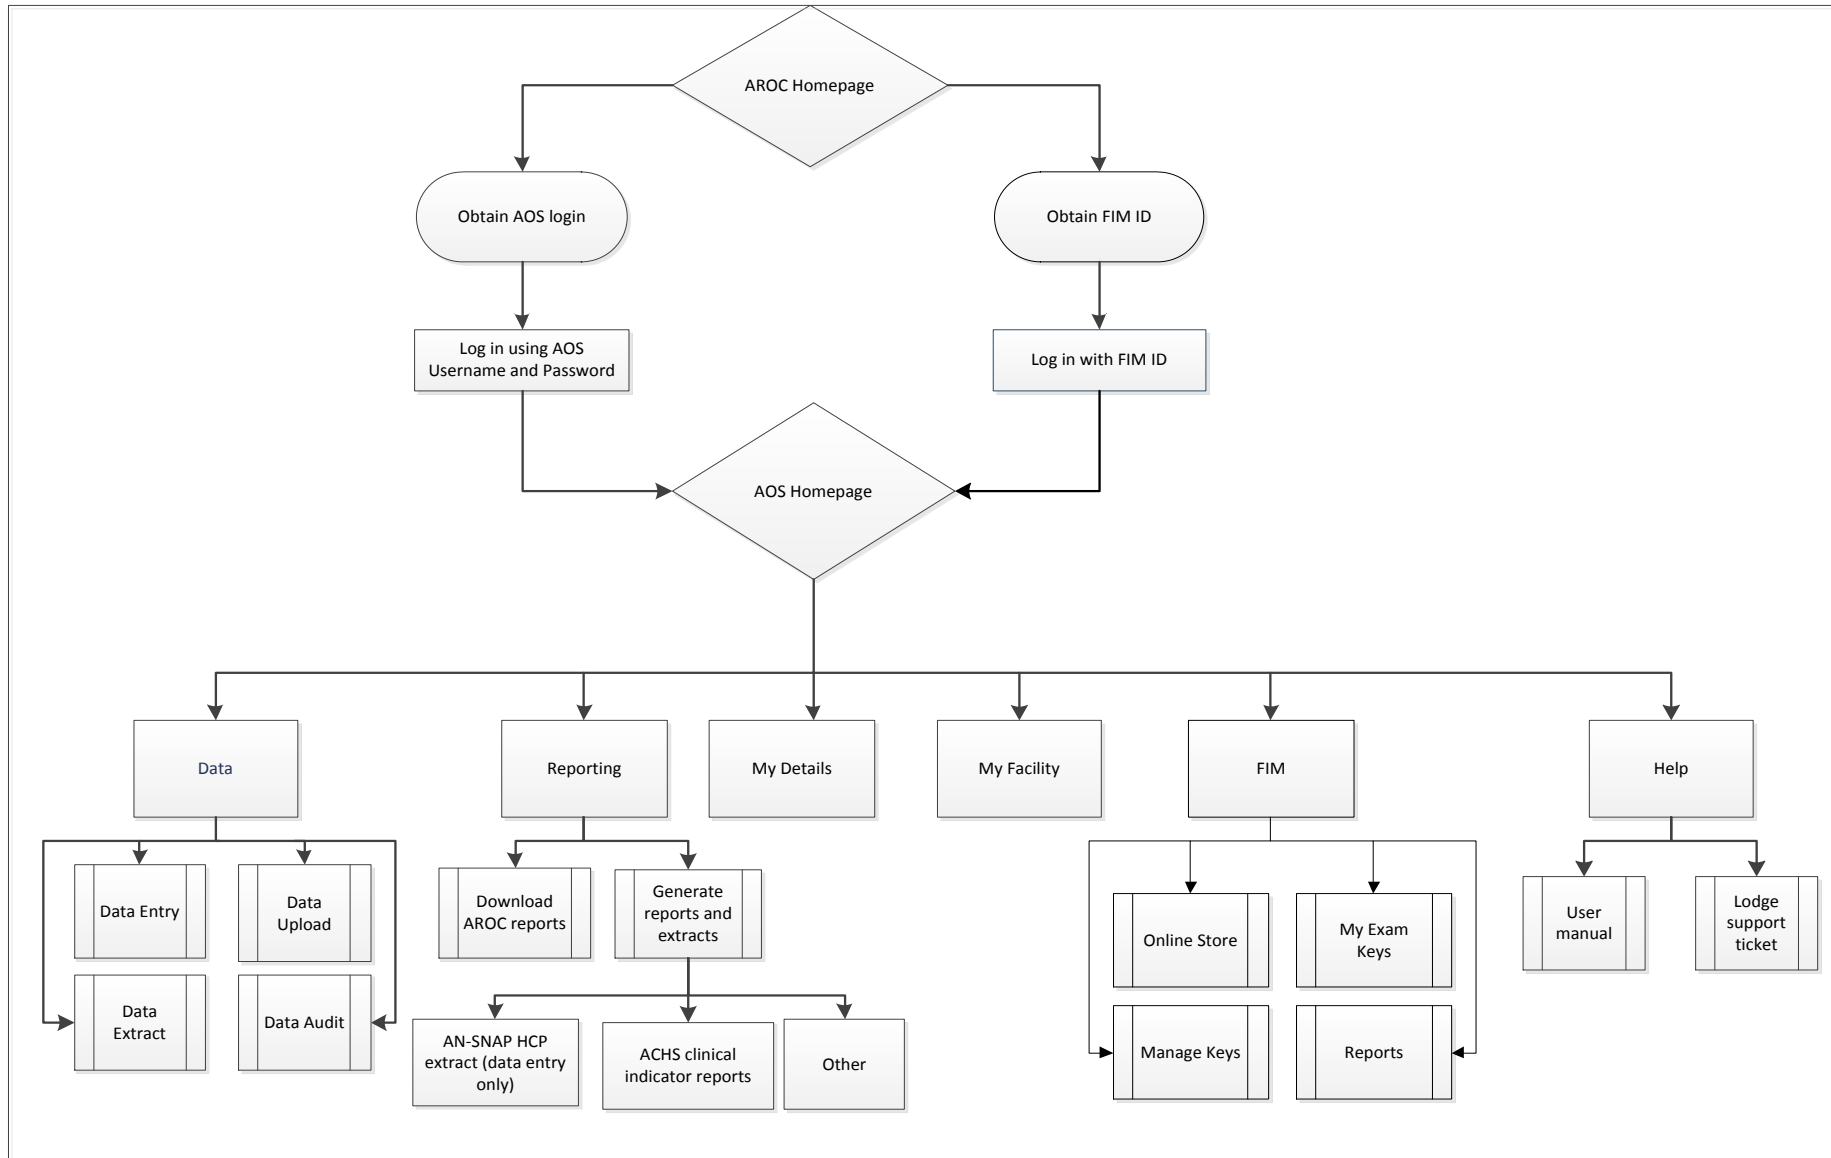 AROC Homepage
Obtain AOS login
Obtain FIM ID
Log in using AOS
Username and Password
Log in with FIM ID
AOS Homepage
Data
Reporting
My Details
My Facility
FIM
Help
Data Entry
Data
Upload
Data
Extract
Data Audit
Download
AROC reports
Generate
reports and
extracts
AN-SNAP HCP
extract (data entry
only)
ACHS clinical
indicator reports
Other
Online Store
My Exam
Keys
Manage Keys
Reports
User
manual
Lodge
support
ticket